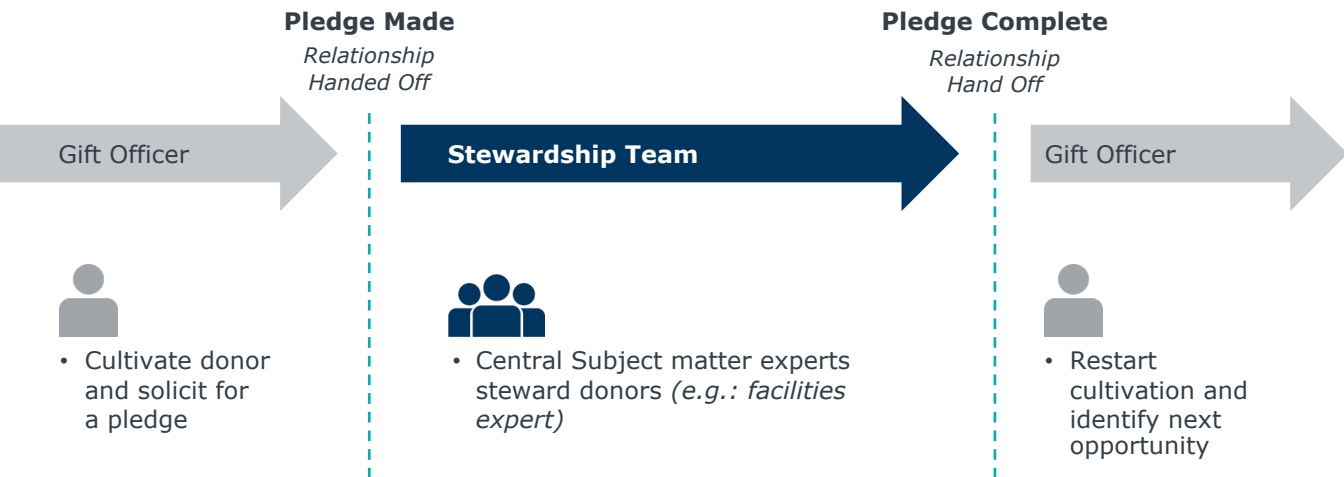 Pledge Made
Relationship
Handed Off
Pledge Complete
Relationship
Hand Off
Gift Officer
Stewardship Team
Gift Officer
• Cultivate donor
and solicit for
a pledge
• Central Subject matter experts
steward donors (e.g.: facilities
expert)
• Restart
cultivation and
identify next
opportunity